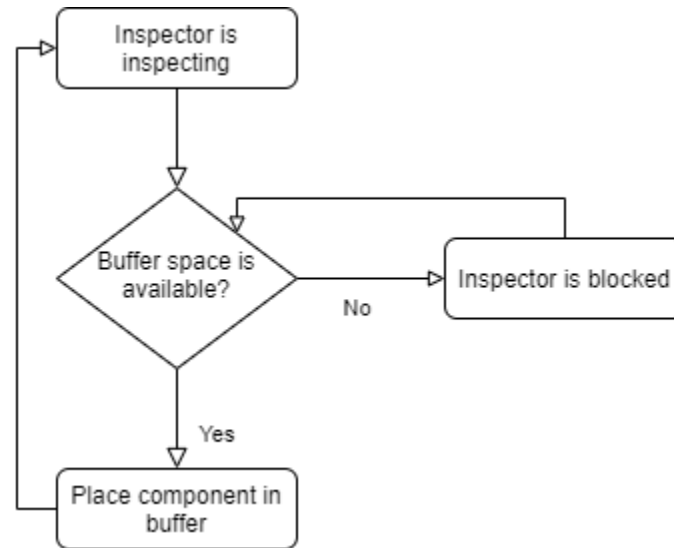 Inspector is
inspecting
Buffer space is
available?
Inspector is blocked
No
Yes
Place component in
buffer